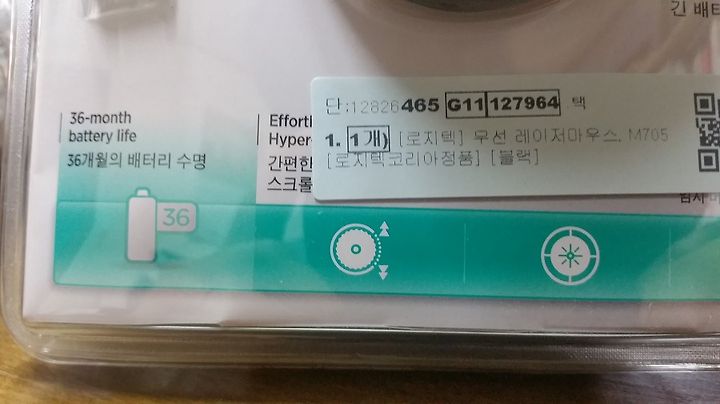 긴 배터
단:12826465 G11 127964 택
1. 1개) [로지텍] 무선 레이저마우스, M705
[로지텍코리아정품] [블랙]
36-month
battery life
36개월의 배터리 수명
Effortl
Hyper-
간편한
스크롤
36